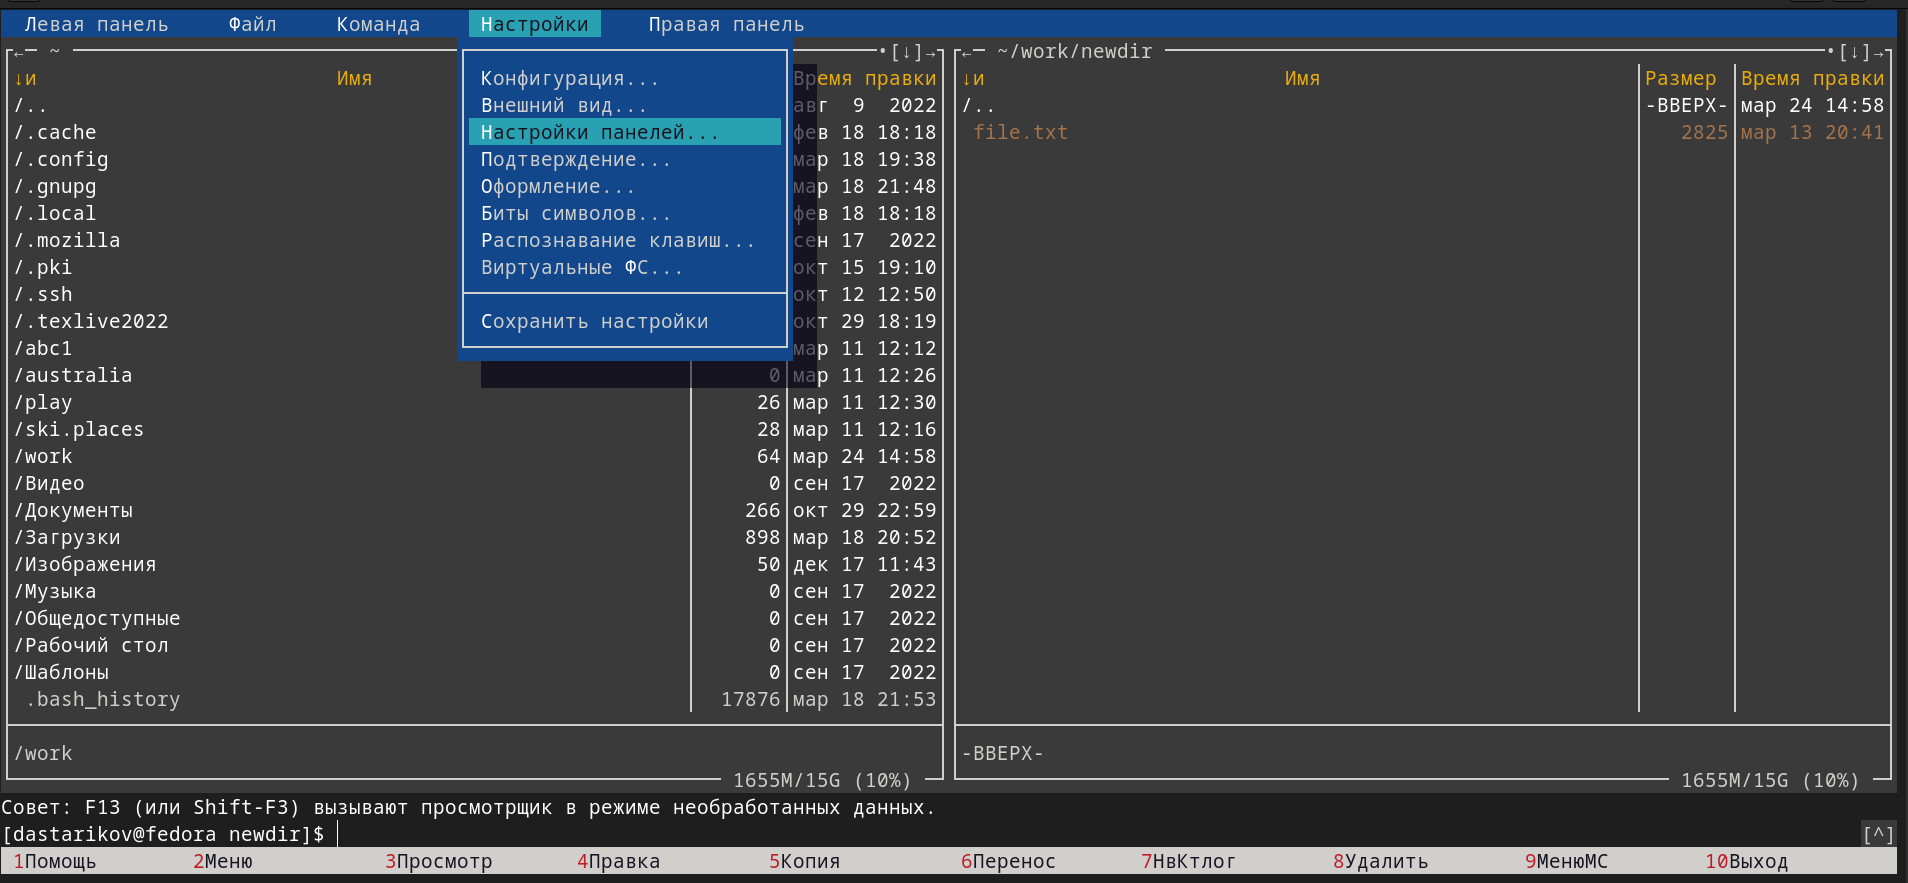 Левая панель Файл Команда Настройки Правая панель
←  ~ •[↓]→ ← ~/work/newdir •[↓]→
↓и Имя Время правки ↓и Имя Размер Время правки
Конфигурация...
Внешний вид...
Настройки панелей...
Подтверждение...
Оформление...
Биты символов...
Распознавание клавиш...
Виртуальные ФС...
Сохранить настройки
/.. авг 9 2022 /.. -ВВЕРХ- мар 24 14:58
/.cache фев 18 18:18 file.txt 2825 мар 13 20:41
/.config мар 18 19:38
/.gnupg мар 18 21:48
/.local фев 18 18:18
/.mozilla сен 17 2022
/.pki окт 15 19:10
/.ssh окт 12 12:50
/.texlive2022 окт 29 18:19
/abc1 мар 11 12:12
/australia 0 мар 11 12:26
/play 26 мар 11 12:30
/ski.places 28 мар 11 12:16
/work 64 мар 24 14:58
/Видео 0 сен 17 2022
/Документы 266 окт 29 22:59
/Загрузки 898 мар 18 20:52
/Изображения 50 дек 17 11:43
/Музыка 0 сен 17 2022
/Общедоступные 0 сен 17 2022
/Рабочий стол 0 сен 17 2022
/Шаблоны 0 сен 17 2022
.bash_history 17876 мар 18 21:53
/work -ВВЕРХ-
1655M/15G (10%) 1655M/15G (10%)
Совет: F13 (или Shift-F3) вызывают просмотрщик в режиме необработанных данных.
[dastarikov@fedora newdir]$ [^]
1Помощь 2Меню 3Просмотр 4Правка 5Копия 6Перенос 7НвКтлог 8Удалить 9МенюMC 10Выход